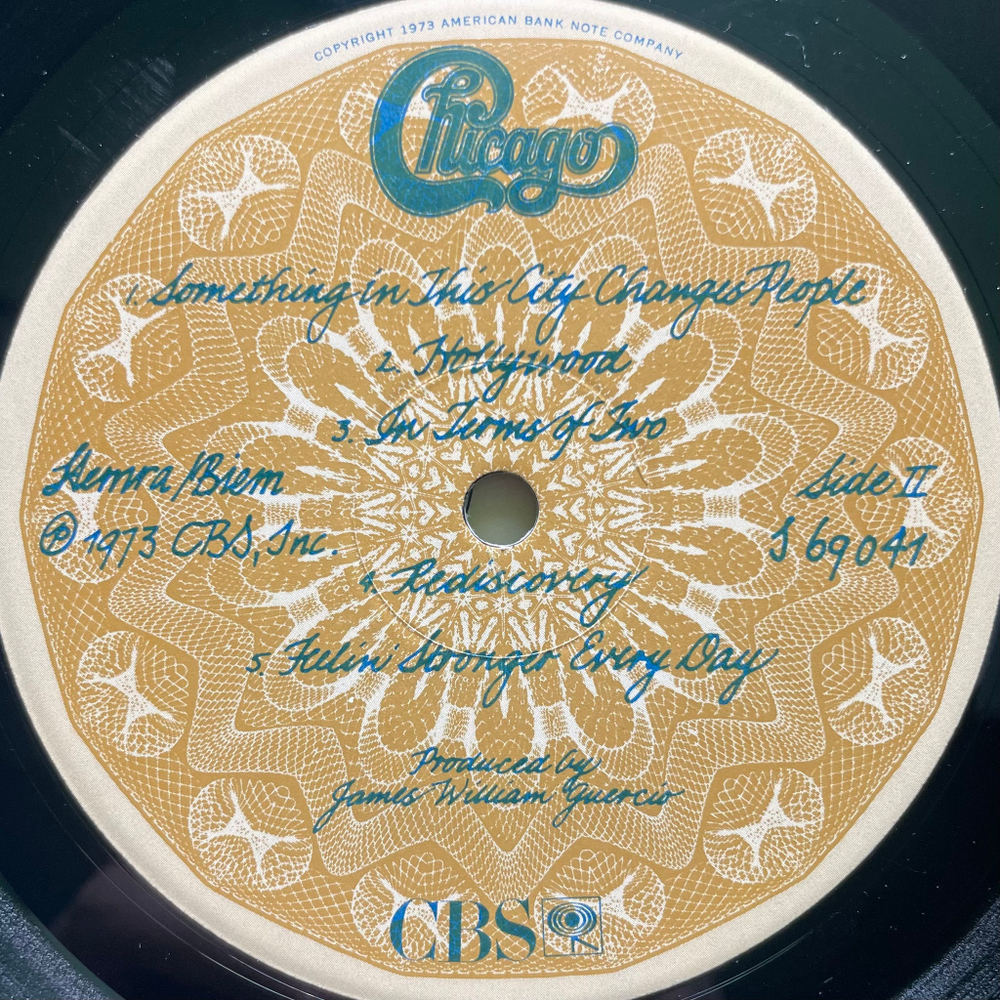 COPYRIGHT 1973 AMERICAN BANK NOTE COMPANY
Chicago
1. Something in This City Changes People
2. Hollywood
3. In Terms of Two
Stemra/Biem
℗ 1973 CBS, Inc.
Side II
S 69041
4. Rediscovery
5. Feelin' Stronger Every Day
Produced by
James William Guercio
CBS